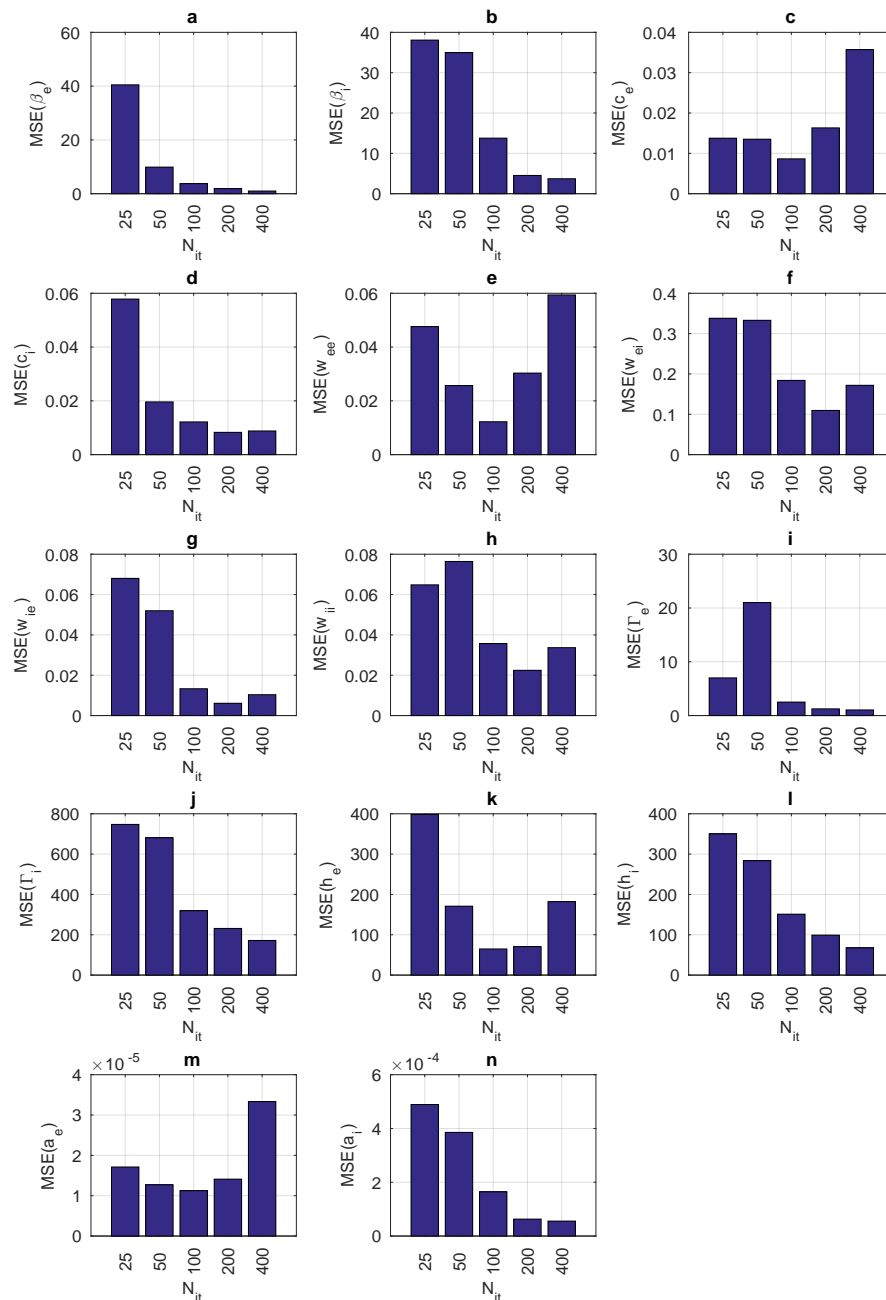 a
60
40
20
0
MSE(β_e)
25 50 100 200 400
N_it
b
40
30
20
10
0
MSE(β_i)
25 50 100 200 400
N_it
c
0.04
0.03
0.02
0.01
0
MSE(c_e)
25 50 100 200 400
N_it
d
0.06
0.04
0.02
0
MSE(c_i)
25 50 100 200 400
N_it
e
0.06
0.04
0.02
0
MSE(w_ee)
25 50 100 200 400
N_it
f
0.4
0.3
0.2
0.1
0
MSE(w_ei)
25 50 100 200 400
N_it
g
0.08
0.06
0.04
0.02
0
MSE(w_ie)
25 50 100 200 400
N_it
h
0.08
0.06
0.04
0.02
0
MSE(w_ii)
25 50 100 200 400
N_it
i
30
20
10
0
MSE(Γ_e)
25 50 100 200 400
N_it
j
800
600
400
200
0
MSE(Γ_i)
25 50 100 200 400
N_it
k
400
300
200
100
0
MSE(h_e)
25 50 100 200 400
N_it
l
400
300
200
100
0
MSE(h_i)
25 50 100 200 400
N_it
m
×10^-5
4
3
2
1
0
MSE(a_e)
25 50 100 200 400
N_it
n
×10^-4
6
4
2
0
MSE(a_i)
25 50 100 200 400
N_it